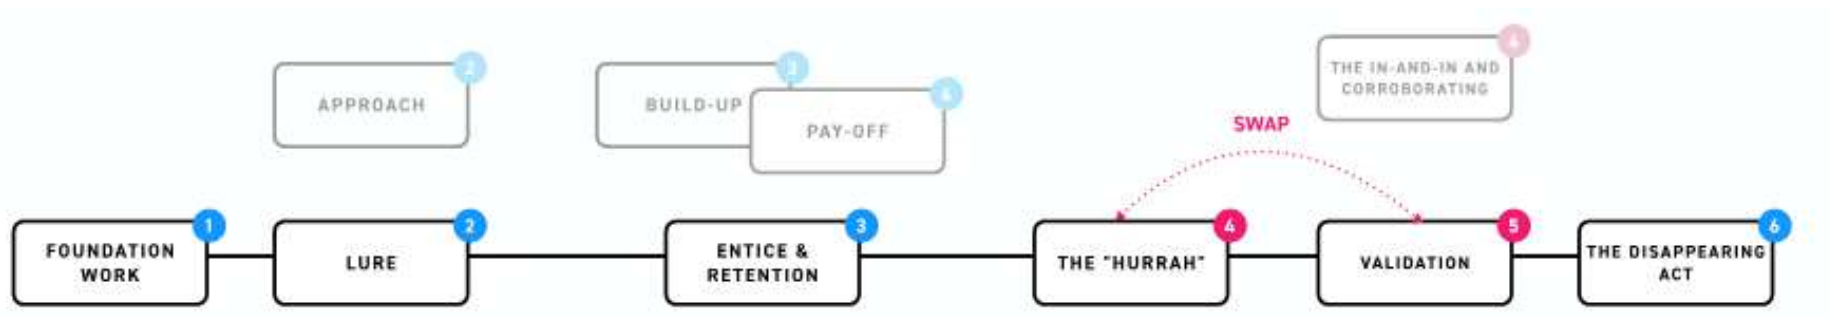 2
APPROACH
3
BUILD-UP
4
PAY-OFF
THE IN-AND-IN AND
CORROBORATING
SWAP
1
FOUNDATION
WORK
2
LURE
3
ENTICE &
RETENTION
4
THE "HURRAH"
5
VALIDATION
6
THE DISAPPEARING
ACT